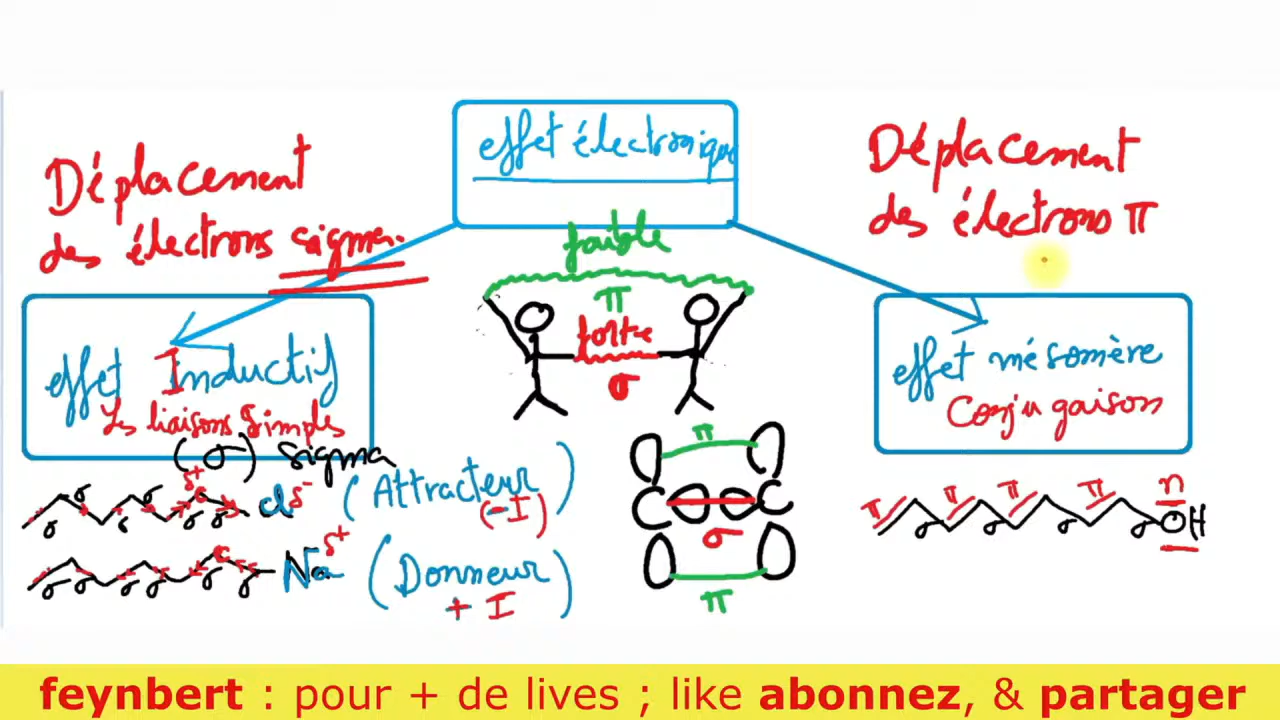 effet électronique
Déplacement
des électrons sigma.
effet Inductif
Les liaisons simples
(σ) sigma
σ σ δ+ Cl δ-
σ σ σ σ
(Attracteur
(-I))
Na δ+
σ σ σ σ σ σ
(Donneur)
+ I
faible
π
forte
σ
π
C C
σ
π
Déplacement
des électrons π
effet mésomère
Conjugaison
π π π π n
σ σ σ σ OH
feynbert : pour + de lives ; like abonnez, & partager